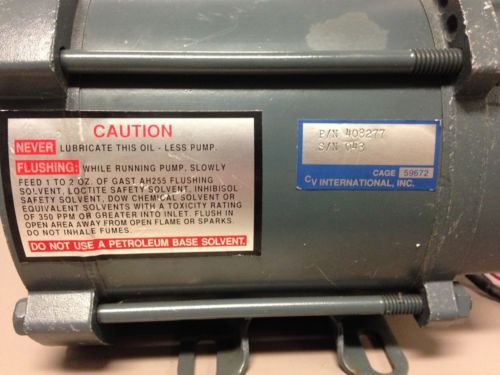 CAUTION
NEVER LUBRICATE THIS OIL - LESS PUMP.
FLUSHING: WHILE RUNNING PUMP, SLOWLY
FEED 1 TO 2 OZ. OF GAST AH255 FLUSHING
SOLVENT, LOCTITE SAFETY SOLVENT, INHIBISOL
SAFETY SOLVENT, DOW CHEMICAL SOLVENT OR
EQUIVALENT SOLVENTS WITH A TOXICITY RATING
OF 350 PPM OR GREATER INTO INLET. FLUSH IN
OPEN AREA AWAY FROM OPEN FLAME OR SPARKS.
DO NOT INHALE FUMES.
DO NOT USE A PETROLEUM BASE SOLVENT.
P/N 408277
S/N 043
CAGE 59672
CV INTERNATIONAL, INC.